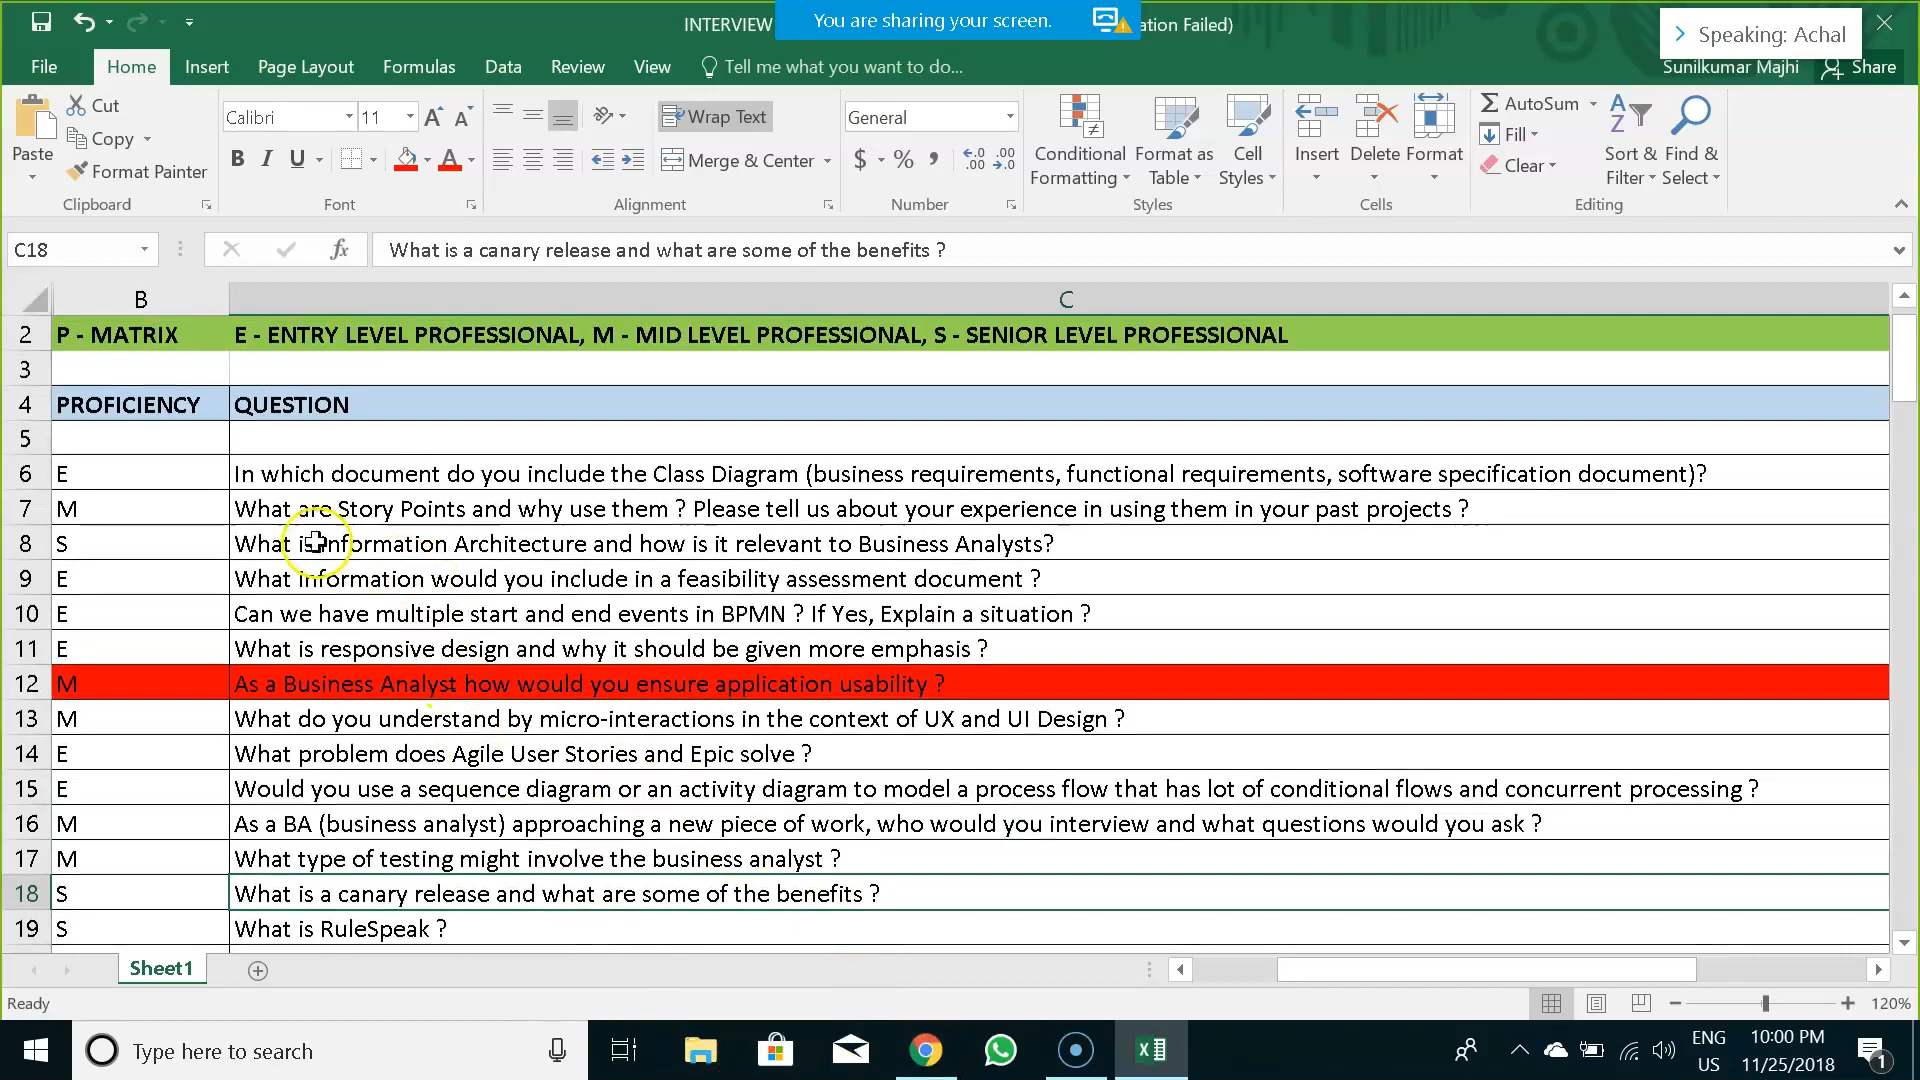 INTERVIEW
You are sharing your screen.
ation Failed)
Speaking: Achal
File
Home
Insert
Page Layout
Formulas
Data
Review
View
Tell me what you want to do...
Sunilkumar Majhi
Share
Paste
Cut
Copy
Format Painter
Clipboard
Calibri
11
B I U
Font
Wrap Text
Merge & Center
Alignment
General
$ % ,
Number
Conditional Formatting
Format as Table
Cell Styles
Styles
Insert
Delete
Format
Cells
AutoSum
Fill
Clear
Sort & Filter
Find & Select
Editing
C18
fx
What is a canary release and what are some of the benefits ?
B
C
2 P - MATRIX E - ENTRY LEVEL PROFESSIONAL, M - MID LEVEL PROFESSIONAL, S - SENIOR LEVEL PROFESSIONAL
3
4 PROFICIENCY QUESTION
5
6 E In which document do you include the Class Diagram (business requirements, functional requirements, software specification document)?
7 M What are Story Points and why use them ? Please tell us about your experience in using them in your past projects ?
8 S What is Information Architecture and how is it relevant to Business Analysts?
9 E What information would you include in a feasibility assessment document ?
10 E Can we have multiple start and end events in BPMN ? If Yes, Explain a situation ?
11 E What is responsive design and why it should be given more emphasis ?
12 M As a Business Analyst how would you ensure application usability ?
13 M What do you understand by micro-interactions in the context of UX and UI Design ?
14 E What problem does Agile User Stories and Epic solve ?
15 E Would you use a sequence diagram or an activity diagram to model a process flow that has lot of conditional flows and concurrent processing ?
16 M As a BA (business analyst) approaching a new piece of work, who would you interview and what questions would you ask ?
17 M What type of testing might involve the business analyst ?
18 S What is a canary release and what are some of the benefits ?
19 S What is RuleSpeak ?
Sheet1
Ready
120%
Type here to search
ENG
US
10:00 PM
11/25/2018
1